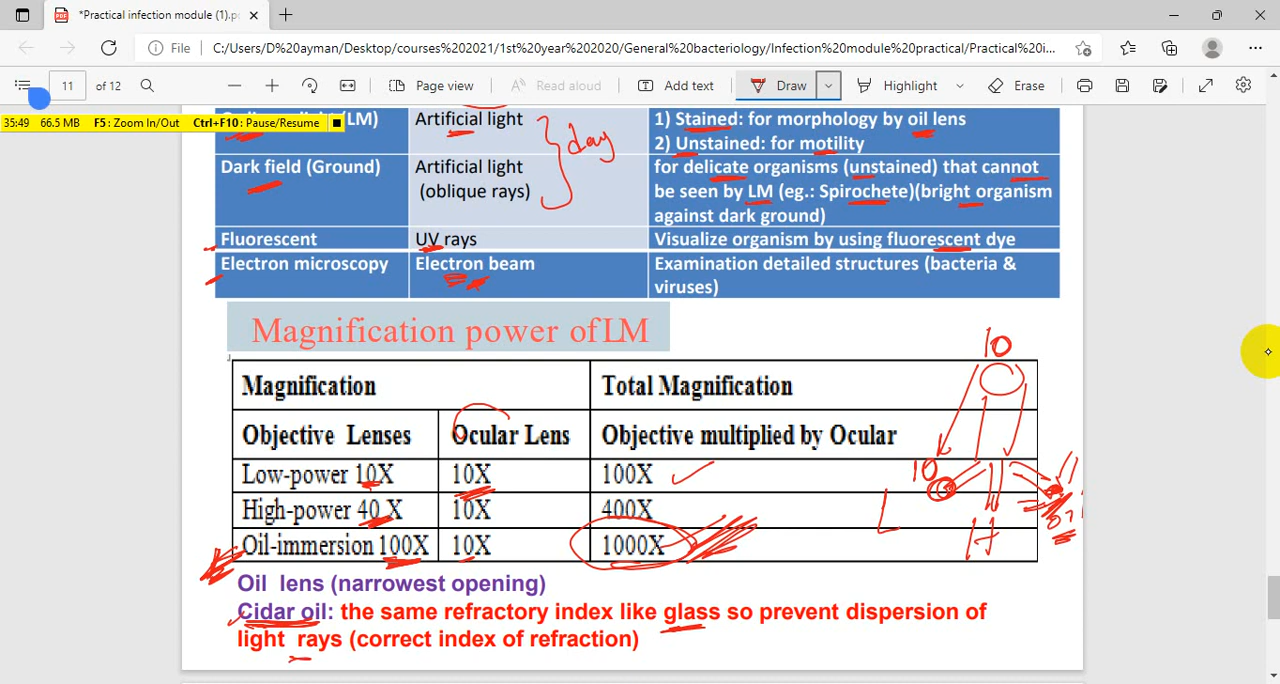 *Practical infection module (1).p
File C:/Users/D%20ayman/Desktop/courses%202021/1st%20year%202020/General%20bacteriology/Infection%20module%20practical/Practical%20i...
11 of 12 Page view Read aloud Add text Draw Highlight Erase
35:49 66.5 MB F5: Zoom In/Out Ctrl+F10: Pause/Resume
(LM) Artificial light 1) Stained: for morphology by oil lens
2) Unstained: for motility
day
Dark field (Ground) Artificial light for delicate organisms (unstained) that cannot
(oblique rays) be seen by LM (eg.: Spirochete)(bright organism
against dark ground)
Fluorescent UV rays Visualize organism by using fluorescent dye
Electron microscopy Electron beam Examination detailed structures (bacteria &
viruses)
Magnification power of LM
10
Magnification Total Magnification
Objective Lenses Ocular Lens Objective multiplied by Ocular
Low-power 10X 10X 100X
10
High-power 40 X 10X 400X
L
H
Oil-immersion 100X 10X 1000X
Oil lens (narrowest opening)
Cidar oil: the same refractory index like glass so prevent dispersion of
light rays (correct index of refraction)